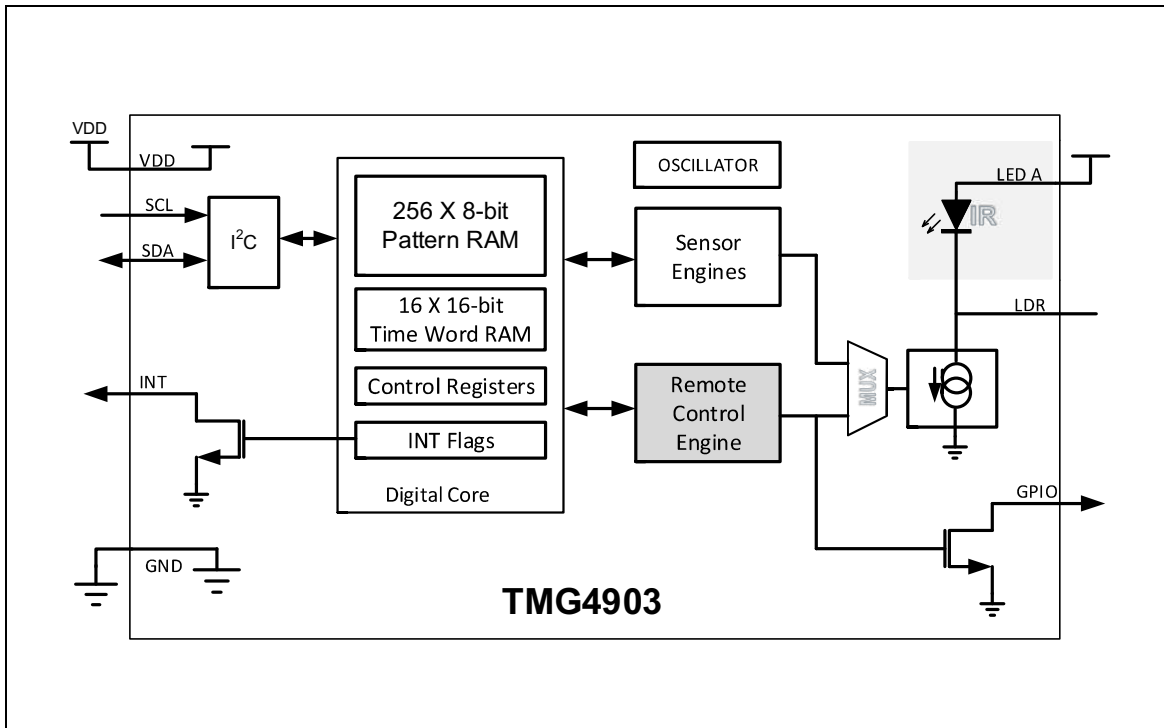 VDD
VDD
SCL
SDA
I²C
INT
GND
256 X 8-bit
Pattern RAM
16 X 16-bit
Time Word RAM
Control Registers
INT Flags
Digital Core
OSCILLATOR
Sensor
Engines
Remote
Control
Engine
MUX
LED A
IR
LDR
GPIO
TMG4903